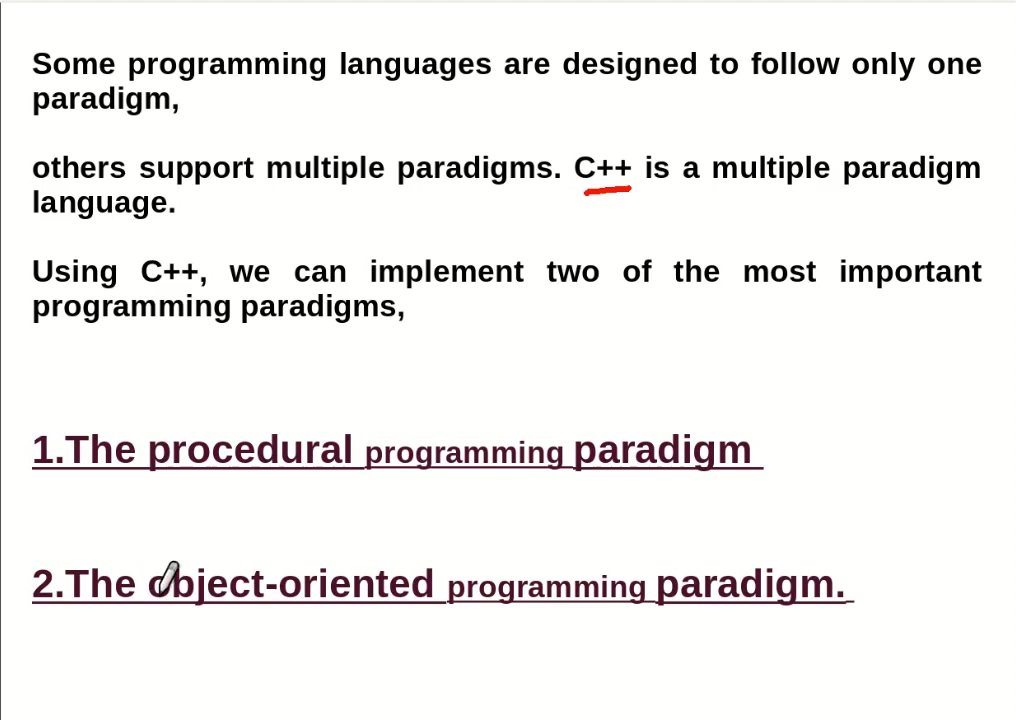 Some programming languages are designed to follow only one
paradigm,
others support multiple paradigms. C++ is a multiple paradigm
language.
Using C++, we can implement two of the most important
programming paradigms,
1.The procedural programming paradigm
2.The object-oriented programming paradigm.